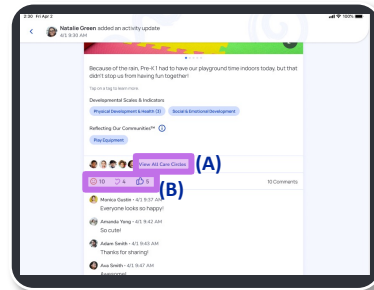 2:30 Fri Apr 2
100%
Natalie Green added an activity update
4/1 9:30 AM
Because of the rain, Pre-K 1 had to have our playground time indoors today, but that
didn't stop us from having fun together!
Tap on a tag to learn more
Developmental Scales & Indicators
Physical Development & Health (3)
Social & Emotional Development
Reflecting Our Communities™
Play Equipment
View All Care Circles
(A)
10 4 5
(B)
10 Comments
Monica Gustin • 4/1, 9:37 AM
Everyone looks so happy!
Amanda Yong • 4/1, 9:42 AM
So cute!
Adam Smith • 4/1, 9:43 AM
Thanks for sharing!
Ava Smith • 4/1, 9:47 AM
Awesome!